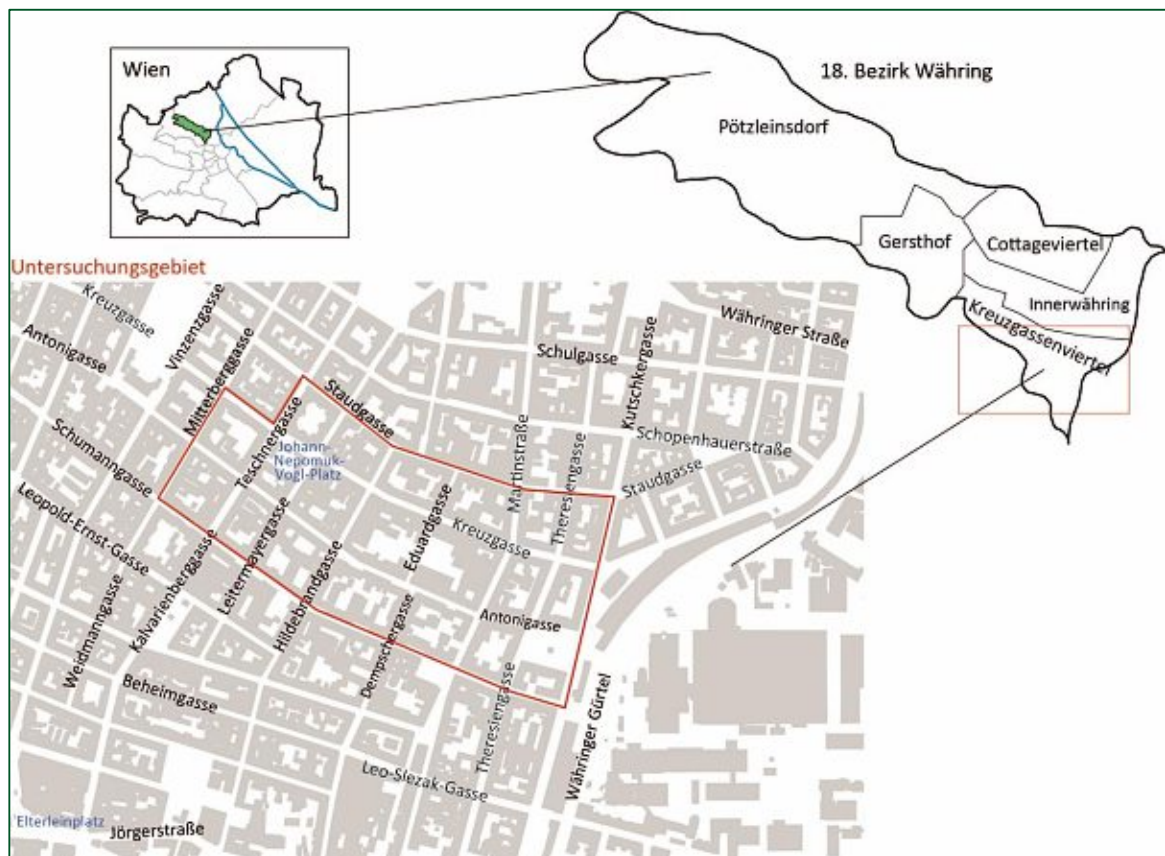 Wien
18. Bezirk Währing
Pötzleinsdorf
Gersthof
Cottageviertel
Innerwähring
Kreuzgassenviertel
Untersuchungsgebiet
Kreuzgasse
Vinzenzgasse
Antonigasse
Mitterberggasse
Währinger Straße
Schulgasse
Kutschkergasse
Staudgasse
Teschnergasse
Schumanngasse
Johann-
Nepomuk-
Vogl-Platz
Martinstraße
Schopenhauerstraße
Theresiengasse
Staudgasse
Leopold-Ernst-Gasse
Kreuzgasse
Eduardgasse
Leitermayergasse
Hildebrandgasse
Kalvarienberggasse
Weidmanngasse
Antonigasse
Dempschergasse
Beheimgasse
Theresiengasse
Währinger Gürtel
Leo-Slezak-Gasse
Elterleinplatz
Jörgerstraße